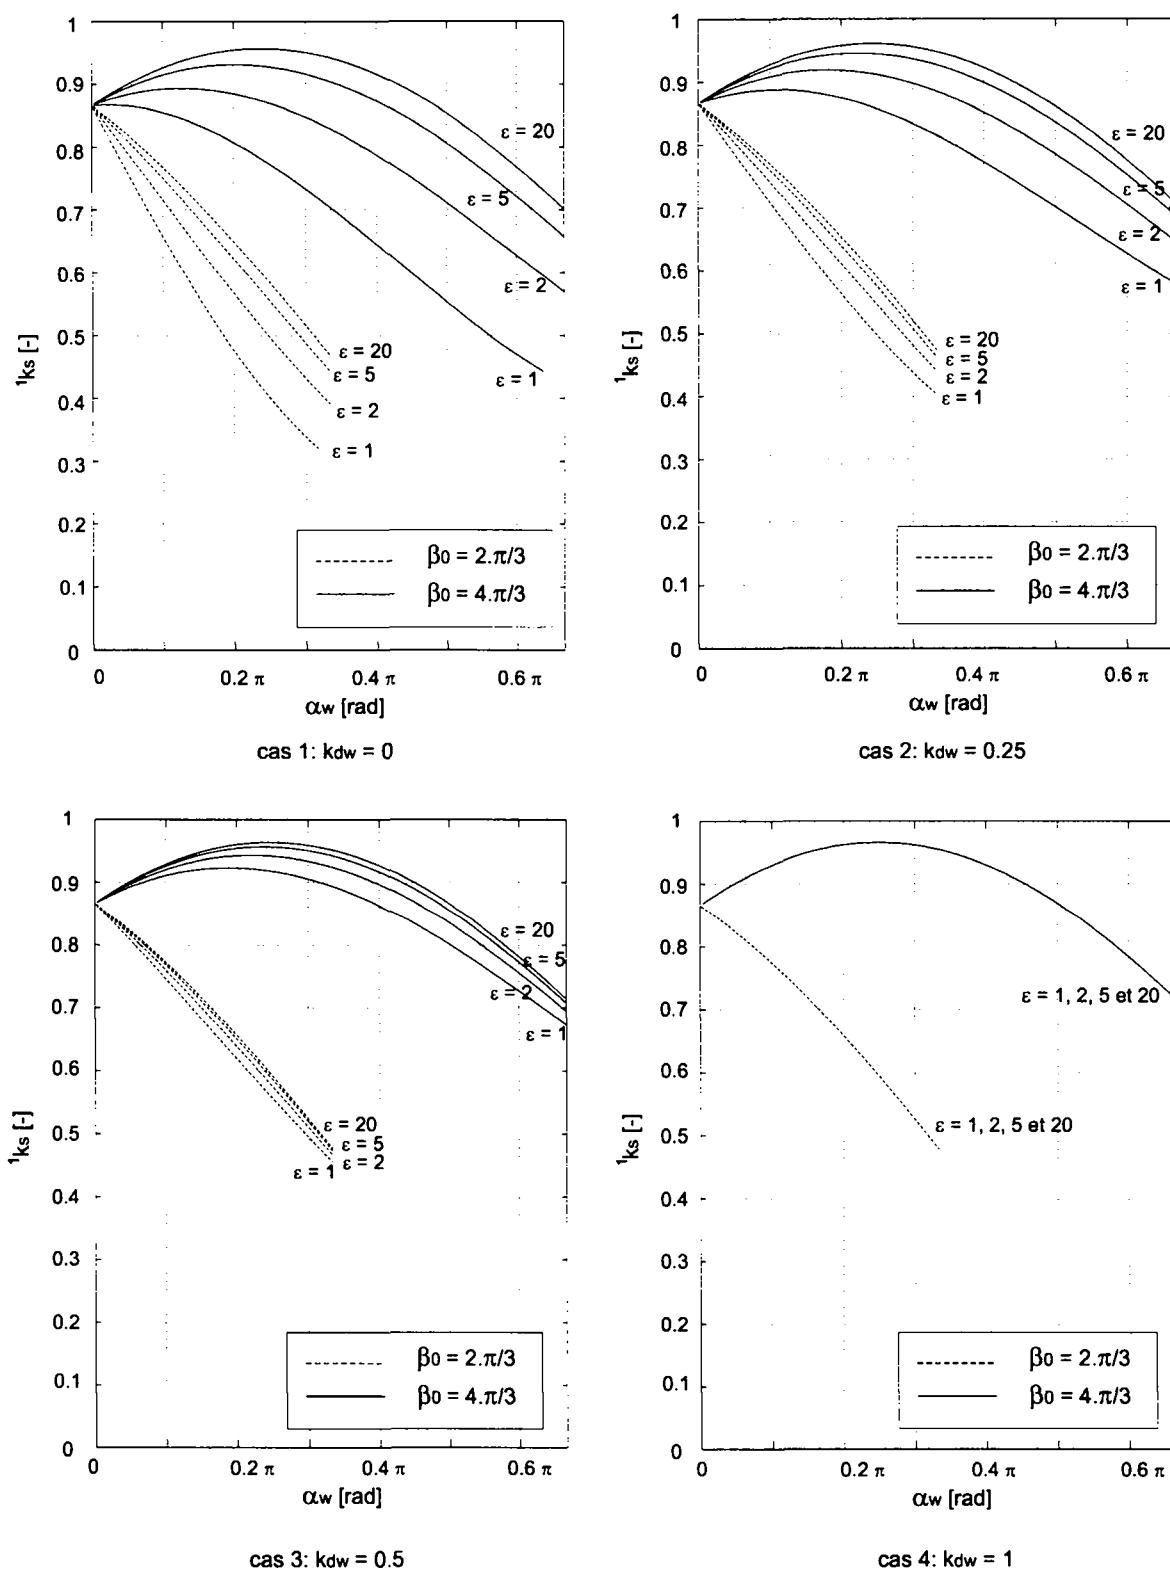 1
0.9
0.8
0.7
0.6
0.5
0.4
0.3
0.2
0.1
0
¹ks [-]
ε = 20
ε = 5
ε = 2
ε = 1
ε = 20
ε = 5
ε = 2
ε = 1
β0 = 2.π/3
β0 = 4.π/3
0 0.2 π 0.4 π 0.6 π
αw [rad]
cas 1: kdw = 0
1
0.9
0.8
0.7
0.6
0.5
0.4
0.3
0.2
0.1
0
¹ks [-]
ε = 20
ε = 5
ε = 2
ε = 1
ε = 20
ε = 5
ε = 2
ε = 1
β0 = 2.π/3
β0 = 4.π/3
0 0.2 π 0.4 π 0.6 π
αw [rad]
cas 2: kdw = 0.25
1
0.9
0.8
0.7
0.6
0.5
0.4
0.3
0.2
0.1
0
¹ks [-]
ε = 20
ε = 5
ε = 2
ε = 1
ε = 20
ε = 5
ε = 2
ε = 1
β0 = 2.π/3
β0 = 4.π/3
0 0.2 π 0.4 π 0.6 π
αw [rad]
cas 3: kdw = 0.5
1
0.9
0.8
0.7
0.6
0.5
0.4
0.3
0.2
0.1
0
¹ks [-]
ε = 1, 2, 5 et 20
ε = 1, 2, 5 et 20
β0 = 2.π/3
β0 = 4.π/3
0 0.2 π 0.4 π 0.6 π
αw [rad]
cas 4: kdw = 1